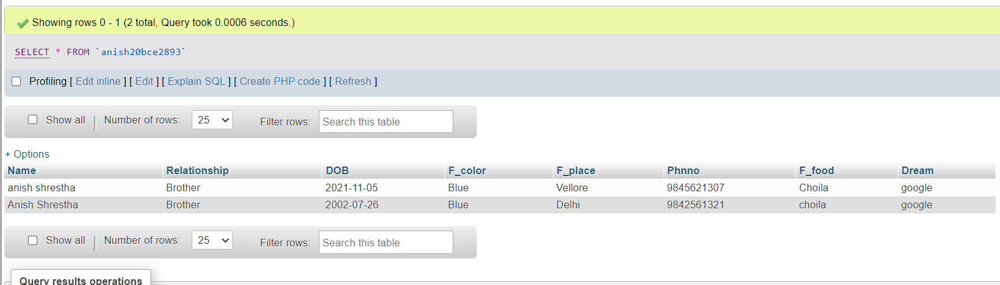 Showing rows 0 - 1 (2 total, Query took 0.0006 seconds.)
SELECT * FROM `anish20bce2893`
Profiling [ Edit inline ] [ Edit ] [ Explain SQL ] [ Create PHP code ] [ Refresh ]
Show all | Number of rows: 25 Filter rows: Search this table
+ Options
Name Relationship DOB F_color F_place Phnno F_food Dream
anish shrestha Brother 2021-11-05 Blue Vellore 9845621307 Choila google
Anish Shrestha Brother 2002-07-26 Blue Delhi 9842561321 choila google
Show all | Number of rows: 25 Filter rows: Search this table
Query results operations